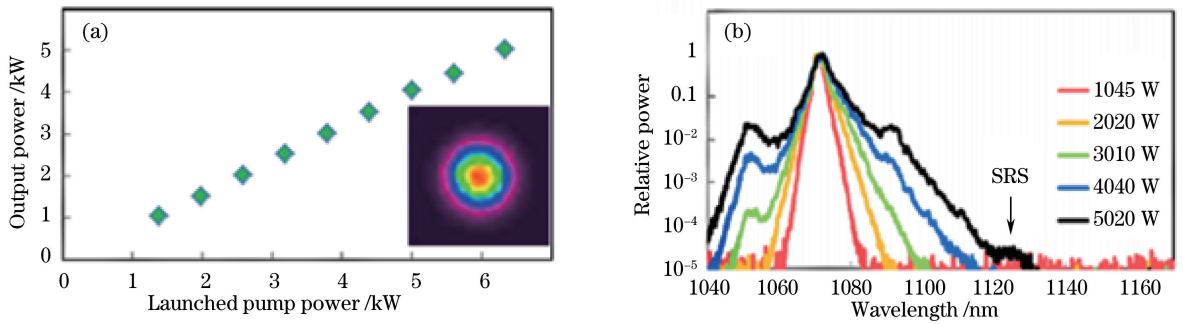 (a)
5
4
3
2
1
0
Output power /kW
0 1 2 3 4 5 6
Launched pump power /kW
(b)
1
0.1
10⁻²
10⁻³
10⁻⁴
10⁻⁵
Relative power
1045 W
2020 W
3010 W
4040 W
5020 W
SRS
1040 1060 1080 1100 1120 1140 1160
Wavelength /nm